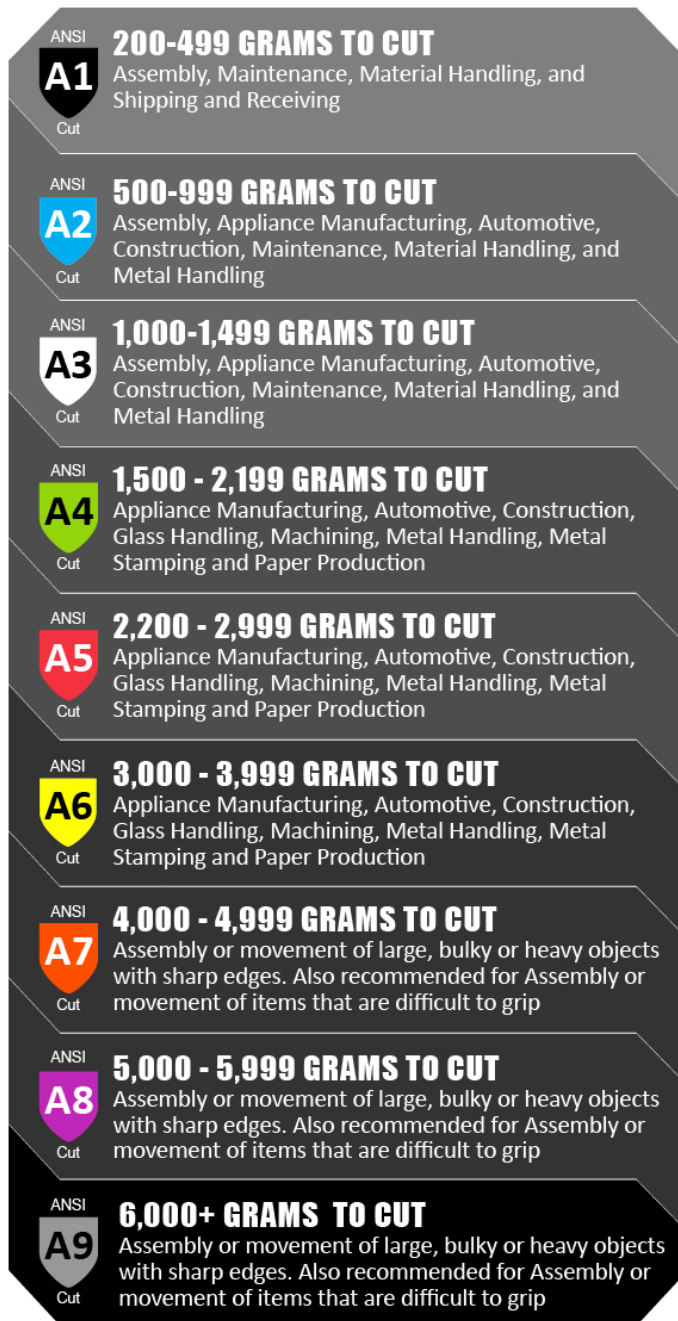 ANSI
A1
Cut
200-499 GRAMS TO CUT
Assembly, Maintenance, Material Handling, and
Shipping and Receiving
ANSI
A2
Cut
500-999 GRAMS TO CUT
Assembly, Appliance Manufacturing, Automotive,
Construction, Maintenance, Material Handling, and
Metal Handling
ANSI
A3
Cut
1,000-1,499 GRAMS TO CUT
Assembly, Appliance Manufacturing, Automotive,
Construction, Maintenance, Material Handling, and
Metal Handling
ANSI
A4
Cut
1,500 - 2,199 GRAMS TO CUT
Appliance Manufacturing, Automotive, Construction,
Glass Handling, Machining, Metal Handling, Metal
Stamping and Paper Production
ANSI
A5
Cut
2,200 - 2,999 GRAMS TO CUT
Appliance Manufacturing, Automotive, Construction,
Glass Handling, Machining, Metal Handling, Metal
Stamping and Paper Production
ANSI
A6
Cut
3,000 - 3,999 GRAMS TO CUT
Appliance Manufacturing, Automotive, Construction,
Glass Handling, Machining, Metal Handling, Metal
Stamping and Paper Production
ANSI
A7
Cut
4,000 - 4,999 GRAMS TO CUT
Assembly or movement of large, bulky or heavy objects
with sharp edges. Also recommended for Assembly or
movement of items that are difficult to grip
ANSI
A8
Cut
5,000 - 5,999 GRAMS TO CUT
Assembly or movement of large, bulky or heavy objects
with sharp edges. Also recommended for Assembly or
movement of items that are difficult to grip
ANSI
A9
Cut
6,000+ GRAMS TO CUT
Assembly or movement of large, bulky or heavy objects
with sharp edges. Also recommended for Assembly or
movement of items that are difficult to grip